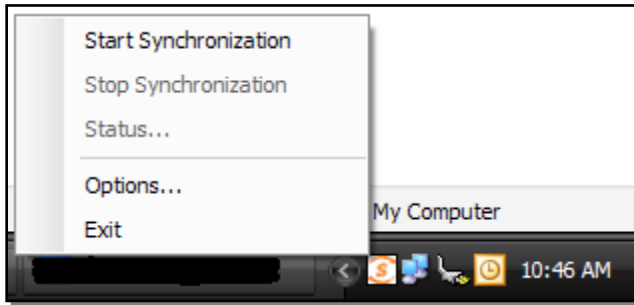 Start Synchronization
Stop Synchronization
Status...
Options...
Exit
My Computer
S
10:46 AM